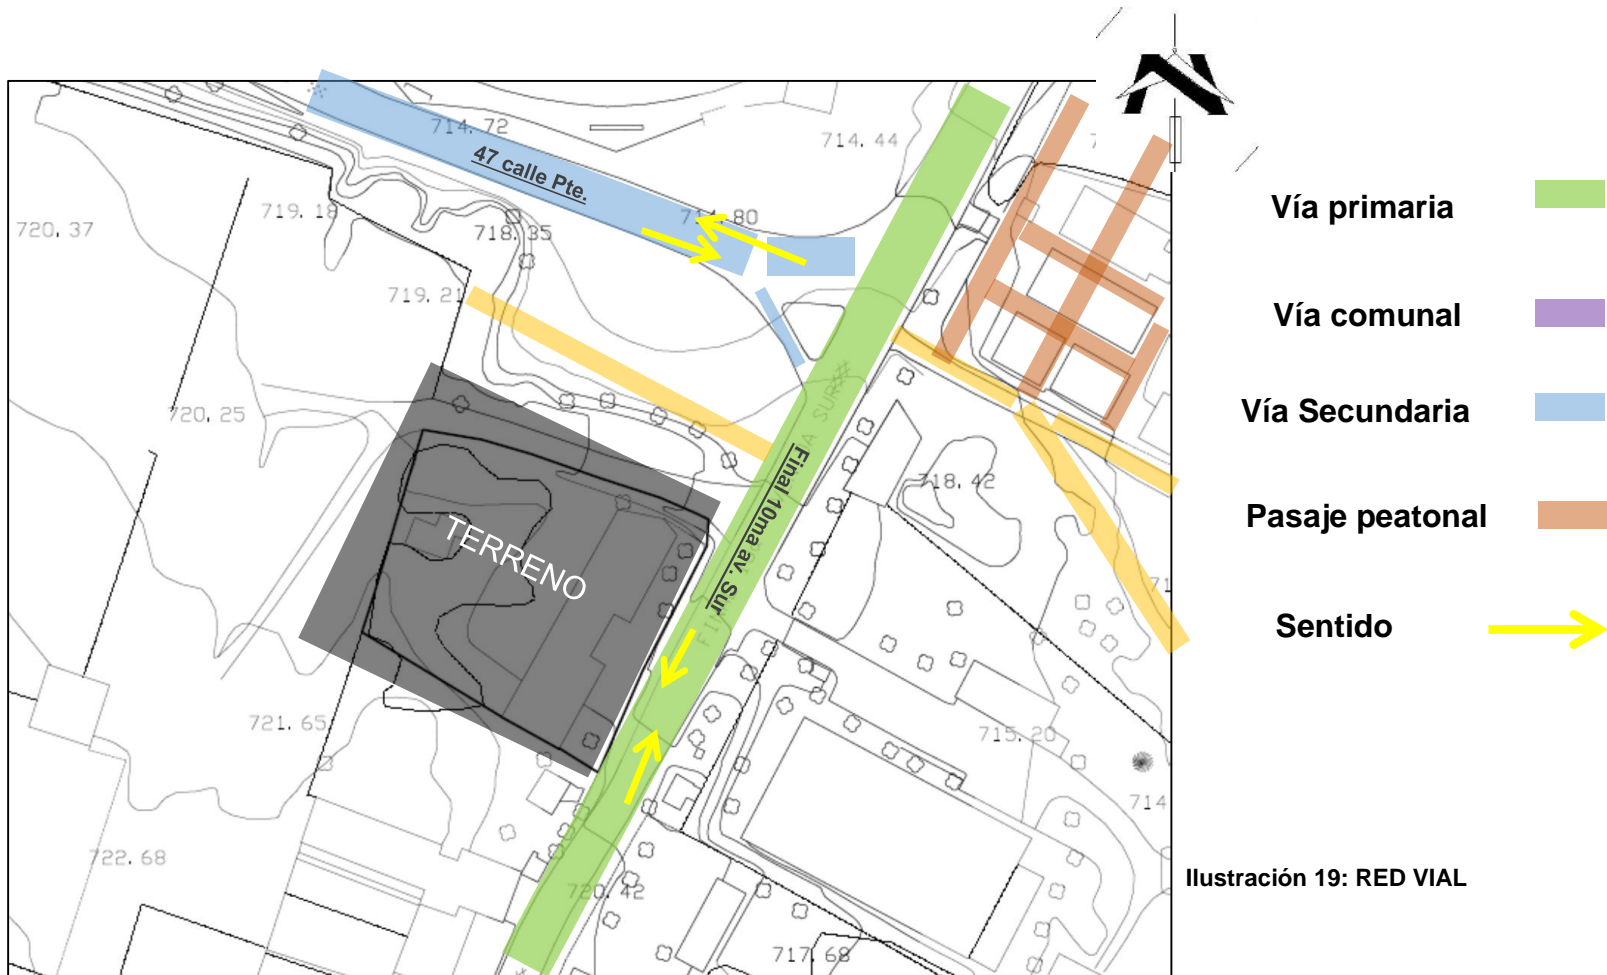 714.72
714.44
47 calle Pte.
719.18
714.80
720.37
718.35
719.21
720.25
Final 10ma av. Sur
718.42
TERRENO
721.65
715.20
714
722.68
720.42
717.68
Vía primaria
Vía comunal
Vía Secundaria
Pasaje peatonal
Sentido
Ilustración 19: RED VIAL